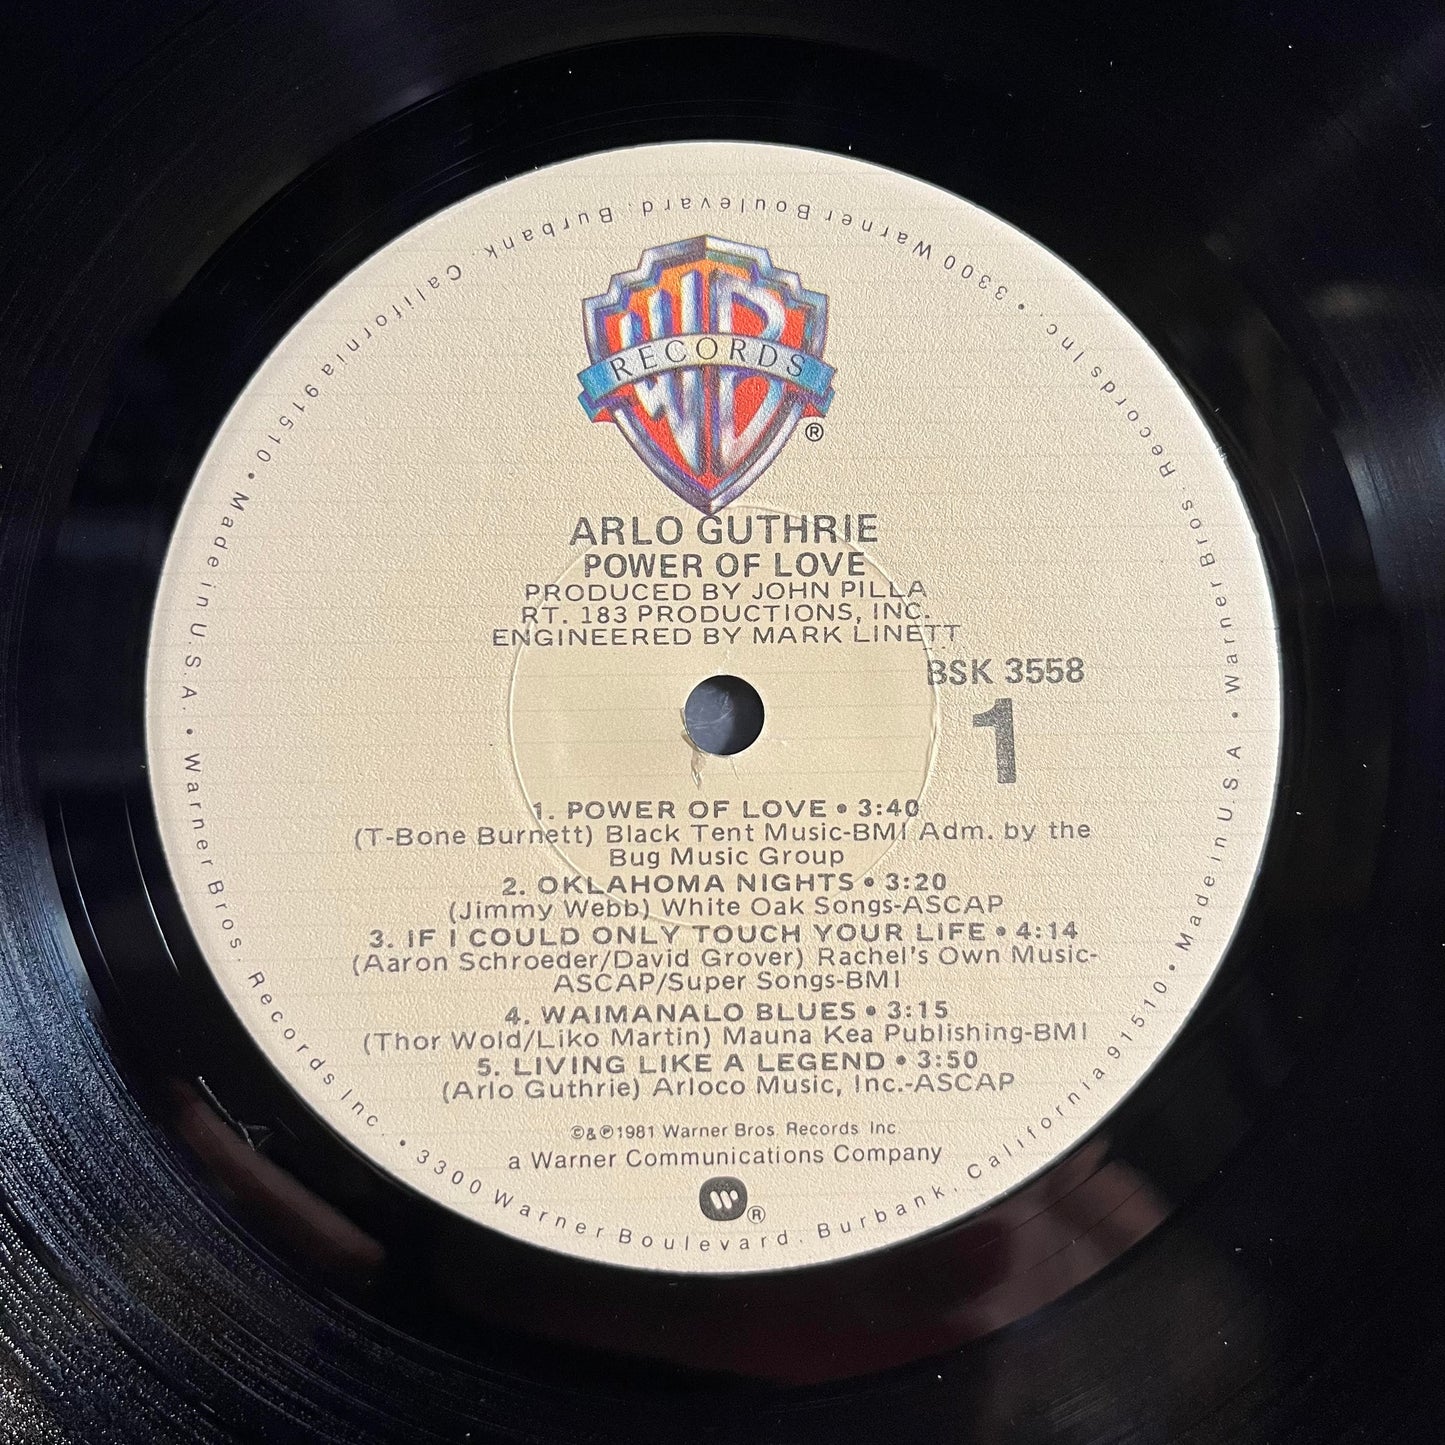 WB
RECORDS
®
ARLO GUTHRIE
POWER OF LOVE
PRODUCED BY JOHN PILLA
RT. 183 PRODUCTIONS, INC.
ENGINEERED BY MARK LINETT
BSK 3558
1
1. POWER OF LOVE • 3:40
(T-Bone Burnett) Black Tent Music-BMI Adm. by the
Bug Music Group
2. OKLAHOMA NIGHTS • 3:20
(Jimmy Webb) White Oak Songs-ASCAP
3. IF I COULD ONLY TOUCH YOUR LIFE • 4:14
(Aaron Schroeder/David Grover) Rachel's Own Music-
ASCAP/Super Songs-BMI
4. WAIMANALO BLUES • 3:15
(Thor Wold/Liko Martin) Mauna Kea Publishing-BMI
5. LIVING LIKE A LEGEND • 3:50
(Arlo Guthrie) Arloco Music, Inc.-ASCAP
©&℗1981 Warner Bros. Records Inc.
a Warner Communications Company
W ®
Warner Bros. Records Inc. • 3300 Warner Boulevard. Burbank, California 91510 • Made in U.S.A. •
Warner Bros. Records Inc. • 3300 Warner Boulevard. Burbank, California 91510 • Made in U.S.A •